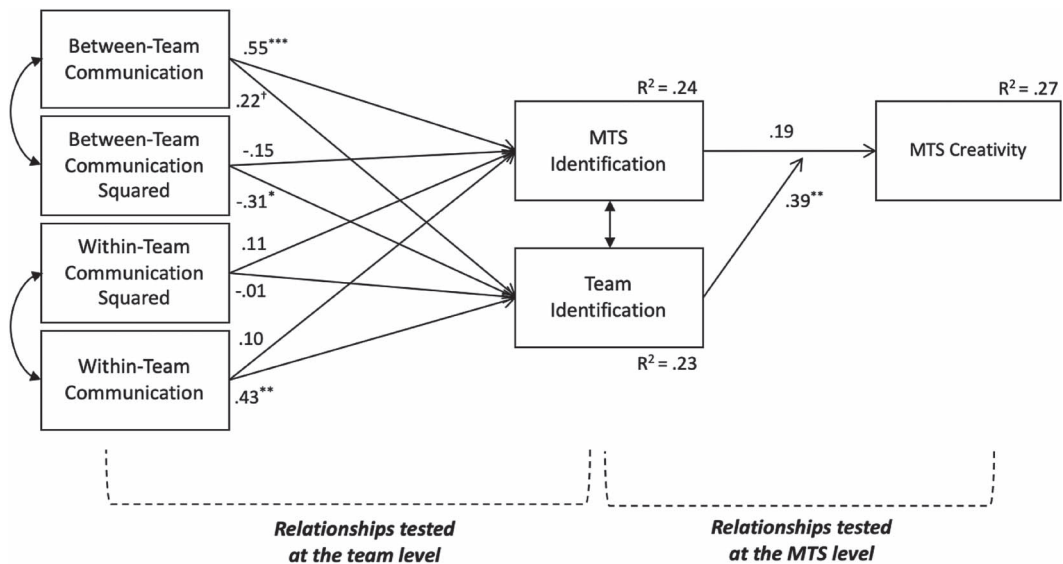 Between-Team
Communication
.55***
.22†
Between-Team
Communication
Squared
-.15
-.31*
Within-Team
Communication
Squared
.11
-.01
Within-Team
Communication
.10
.43**
R² = .24
MTS
Identification
Team
Identification
R² = .23
.19
.39**
R² = .27
MTS Creativity
Relationships tested
at the team level
Relationships tested
at the MTS level